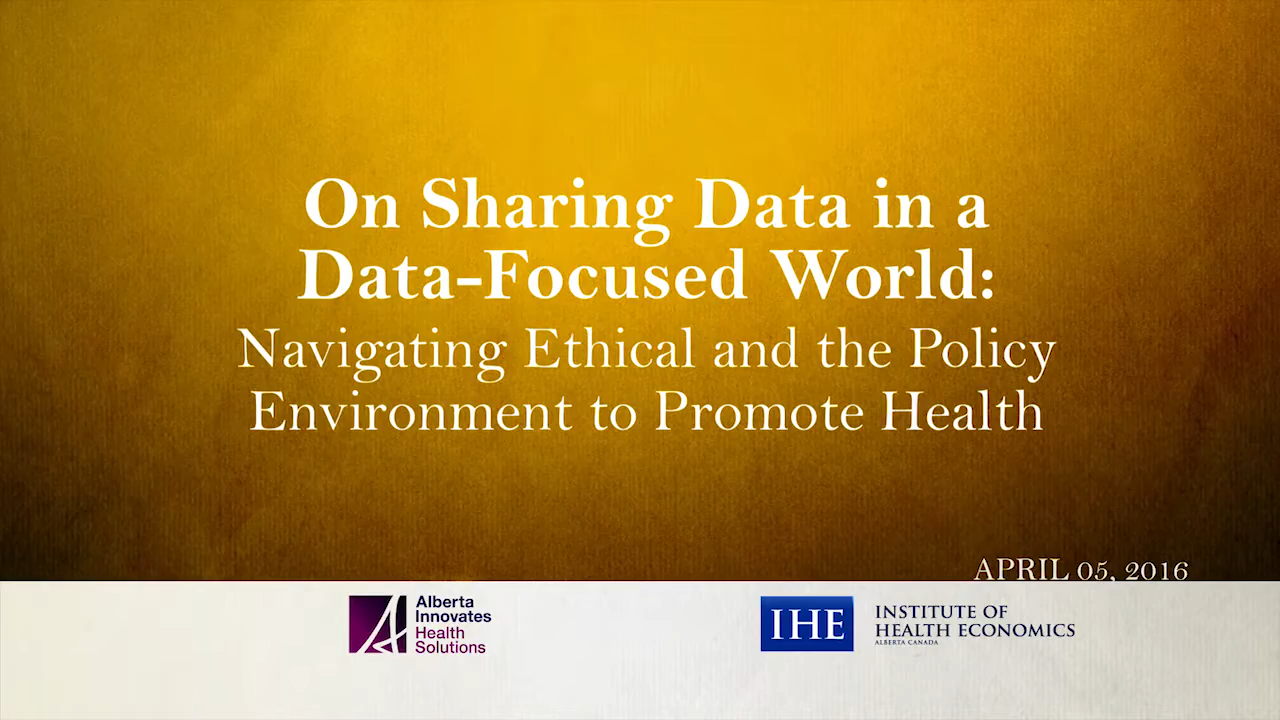 On Sharing Data in a
Data-Focused World:
Navigating Ethical and the Policy
Environment to Promote Health
APRIL 05, 2016
Alberta
Innovates
Health
Solutions
IHE
INSTITUTE OF
HEALTH ECONOMICS
ALBERTA CANADA